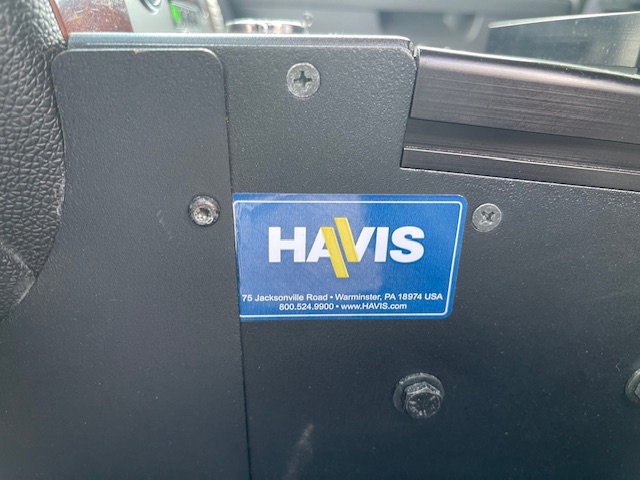 HAVIS
75 Jacksonville Road • Warminster, PA 18974 USA
800.524.9900 • www.HAVIS.com